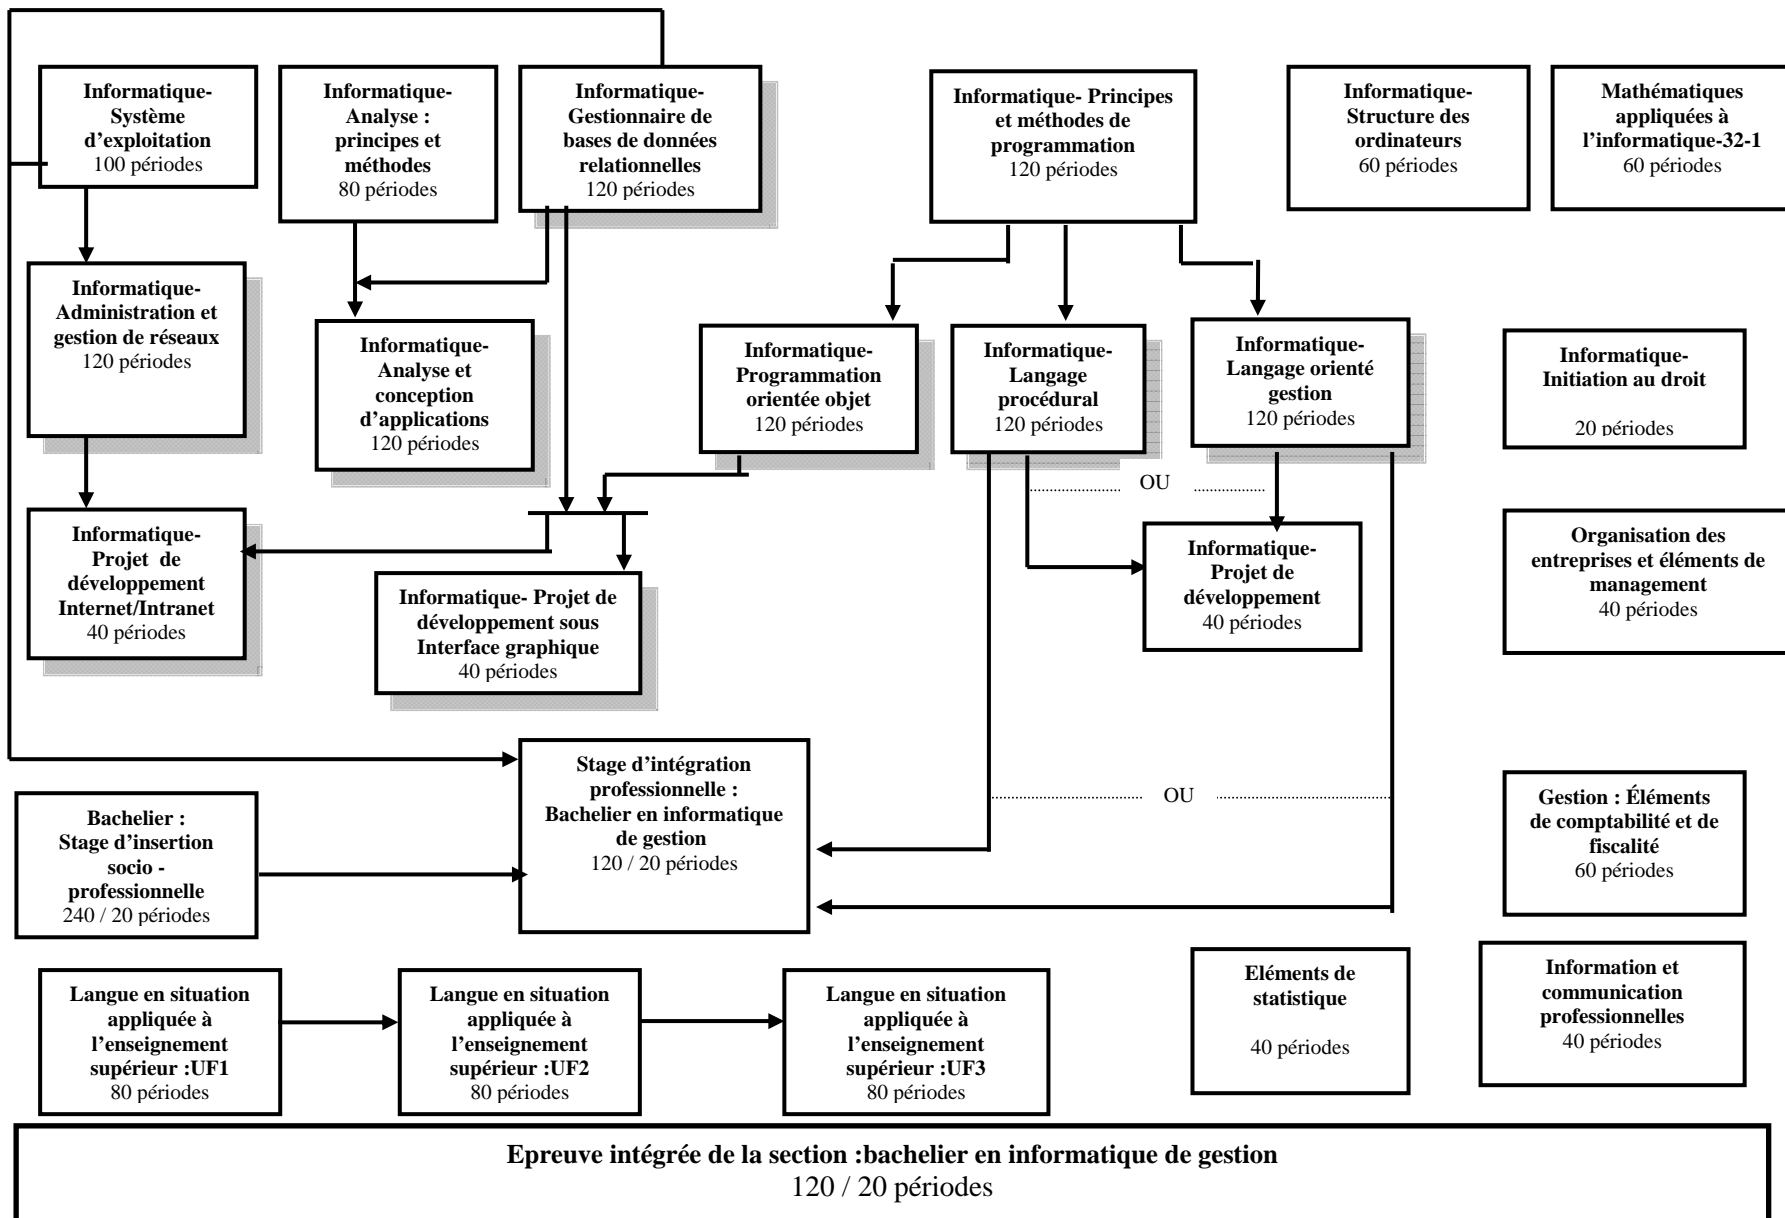 Informatique-
Système
d’exploitation
100 périodes
Informatique-
Analyse :
principes et
méthodes
80 périodes
Informatique-
Gestionnaire de
bases de données
relationnelles
120 périodes
Informatique- Principes
et méthodes de
programmation
120 périodes
Informatique-
Structure des
ordinateurs
60 périodes
Mathématiques
appliquées à
l’informatique-32-1
60 périodes
Informatique-
Administration et
gestion de réseaux
120 périodes
Informatique-
Analyse et
conception
d’applications
120 périodes
Informatique-
Programmation
orientée objet
120 périodes
Informatique-
Langage
procédural
120 périodes
Informatique-
Langage orienté
gestion
120 périodes
Informatique-
Initiation au droit
20 périodes
OU
Informatique-
Projet de
développement
Internet/Intranet
40 périodes
Informatique- Projet de
développement sous
Interface graphique
40 périodes
Informatique-
Projet de
développement
40 périodes
Organisation des
entreprises et éléments de
management
40 périodes
Stage d’intégration
professionnelle :
Bachelier en informatique
de gestion
120 / 20 périodes
OU
Gestion : Éléments
de comptabilité et de
fiscalité
60 périodes
Bachelier :
Stage d’insertion
socio -
professionnelle
240 / 20 périodes
Langue en situation
appliquée à
l’enseignement
supérieur :UF1
80 périodes
Langue en situation
appliquée à
l’enseignement
supérieur :UF2
80 périodes
Langue en situation
appliquée à
l’enseignement
supérieur :UF3
80 périodes
Eléments de
statistique
40 périodes
Information et
communication
professionnelles
40 périodes
Epreuve intégrée de la section :bachelier en informatique de gestion
120 / 20 périodes